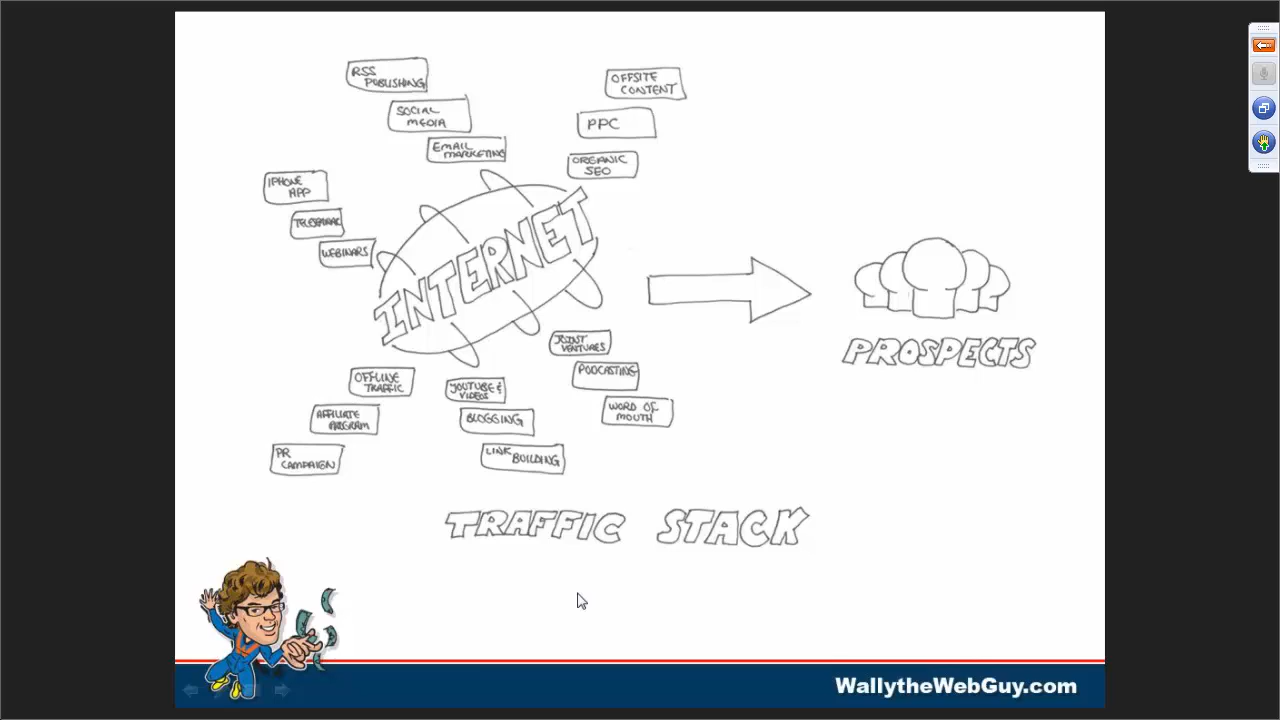 RSS
PUBLISHING
SOCIAL
MEDIA
EMAIL
MARKETING
OFFSITE
CONTENT
PPC
ORGANIC
SEO
IPHONE
APP
WEBINARS
INTERNET
PROSPECTS
JOINT
VENTURES
PODCASTING
WORD OF
MOUTH
OFFLINE
TRAFFIC
AFFILIATE
PROGRAM
PR
CAMPAIGN
YOUTUBE &
VIDEOS
BLOGGING
LINK
BUILDING
TRAFFIC STACK
WallytheWebGuy.com